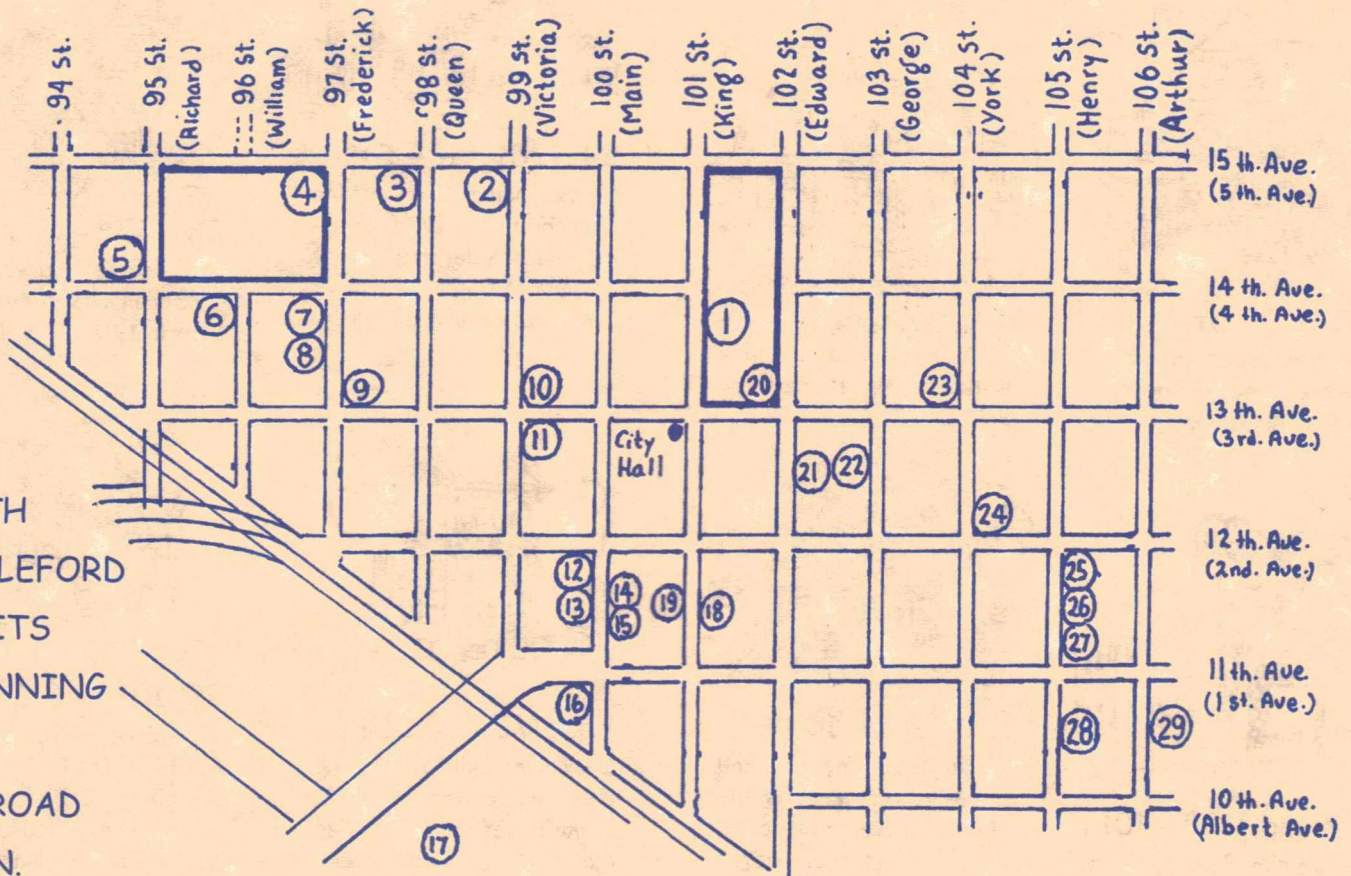 94 St.
95 St.
(Richard)
96 St.
(William)
97 St.
(Frederick)
98 St.
(Queen)
99 St.
(Victoria)
100 St.
(Main)
101 St.
(King)
102 St.
(Edward)
103 St.
(George)
104 St.
(York)
105 St.
(Henry)
106 St.
(Arthur)
15 th. Ave.
(5 th. Ave.)
4
3
2
5
14 th. Ave.
(4 th. Ave.)
6
7
1
8
9
10
20
23
13 th. Ave.
(3rd. Ave.)
11
City
Hall
21
22
24
12 th. Ave.
(2nd. Ave.)
TH
LEFORD
ITS
NNING
ROAD
N.
12
13
14
15
19
18
25
26
27
11 th. Ave
(1 st. Ave.)
16
28
29
10 th. Ave.
(Albert Ave.)
17